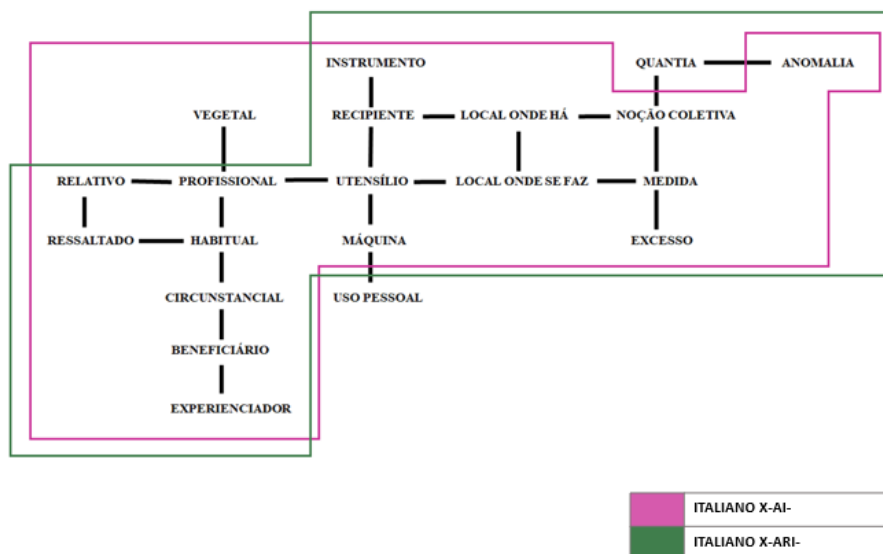 INSTRUMENTO
QUANTIA
ANOMALIA
VEGETAL
RECIPIENTE
LOCAL ONDE HÁ
NOÇÃO COLETIVA
RELATIVO
PROFISSIONAL
UTENSÍLIO
LOCAL ONDE SE FAZ
MEDIDA
RESSALTADO
HABITUAL
MÁQUINA
EXCESSO
CIRCUNSTANCIAL
USO PESSOAL
BENEFICIÁRIO
EXPERIENCIADOR
ITALIANO X-AI-
ITALIANO X-ARI-